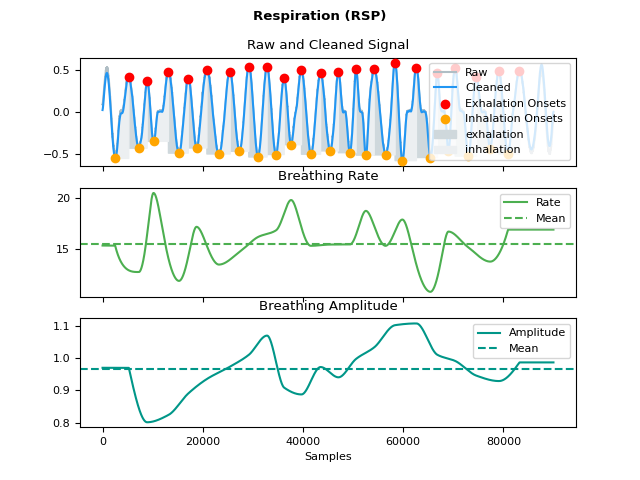 Respiration (RSP)
Raw and Cleaned Signal
0.5
0.0
−0.5
Raw
Cleaned
Exhalation Onsets
Inhalation Onsets
exhalation
inhalation
Breathing Rate
20
15
Rate
Mean
Breathing Amplitude
1.1
1.0
0.9
0.8
Amplitude
Mean
0 20000 40000 60000 80000
Samples